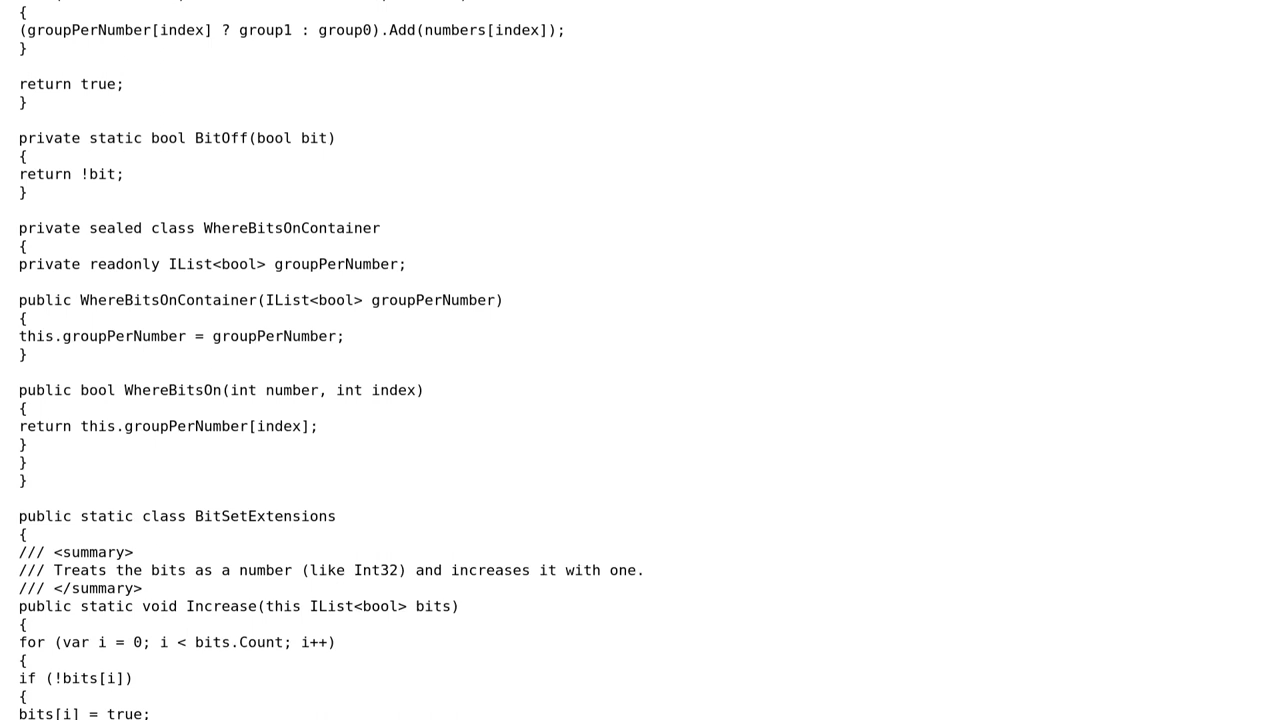 {
(groupPerNumber[index] ? group1 : group0).Add(numbers[index]);
}

return true;
}

private static bool BitOff(bool bit)
{
return !bit;
}

private sealed class WhereBitsOnContainer
{
private readonly IList<bool> groupPerNumber;

public WhereBitsOnContainer(IList<bool> groupPerNumber)
{
this.groupPerNumber = groupPerNumber;
}

public bool WhereBitsOn(int number, int index)
{
return this.groupPerNumber[index];
}
}
}

public static class BitSetExtensions
{
/// <summary>
/// Treats the bits as a number (like Int32) and increases it with one.
/// </summary>
public static void Increase(this IList<bool> bits)
{
for (var i = 0; i < bits.Count; i++)
{
if (!bits[i])
{
bits[i] = true;